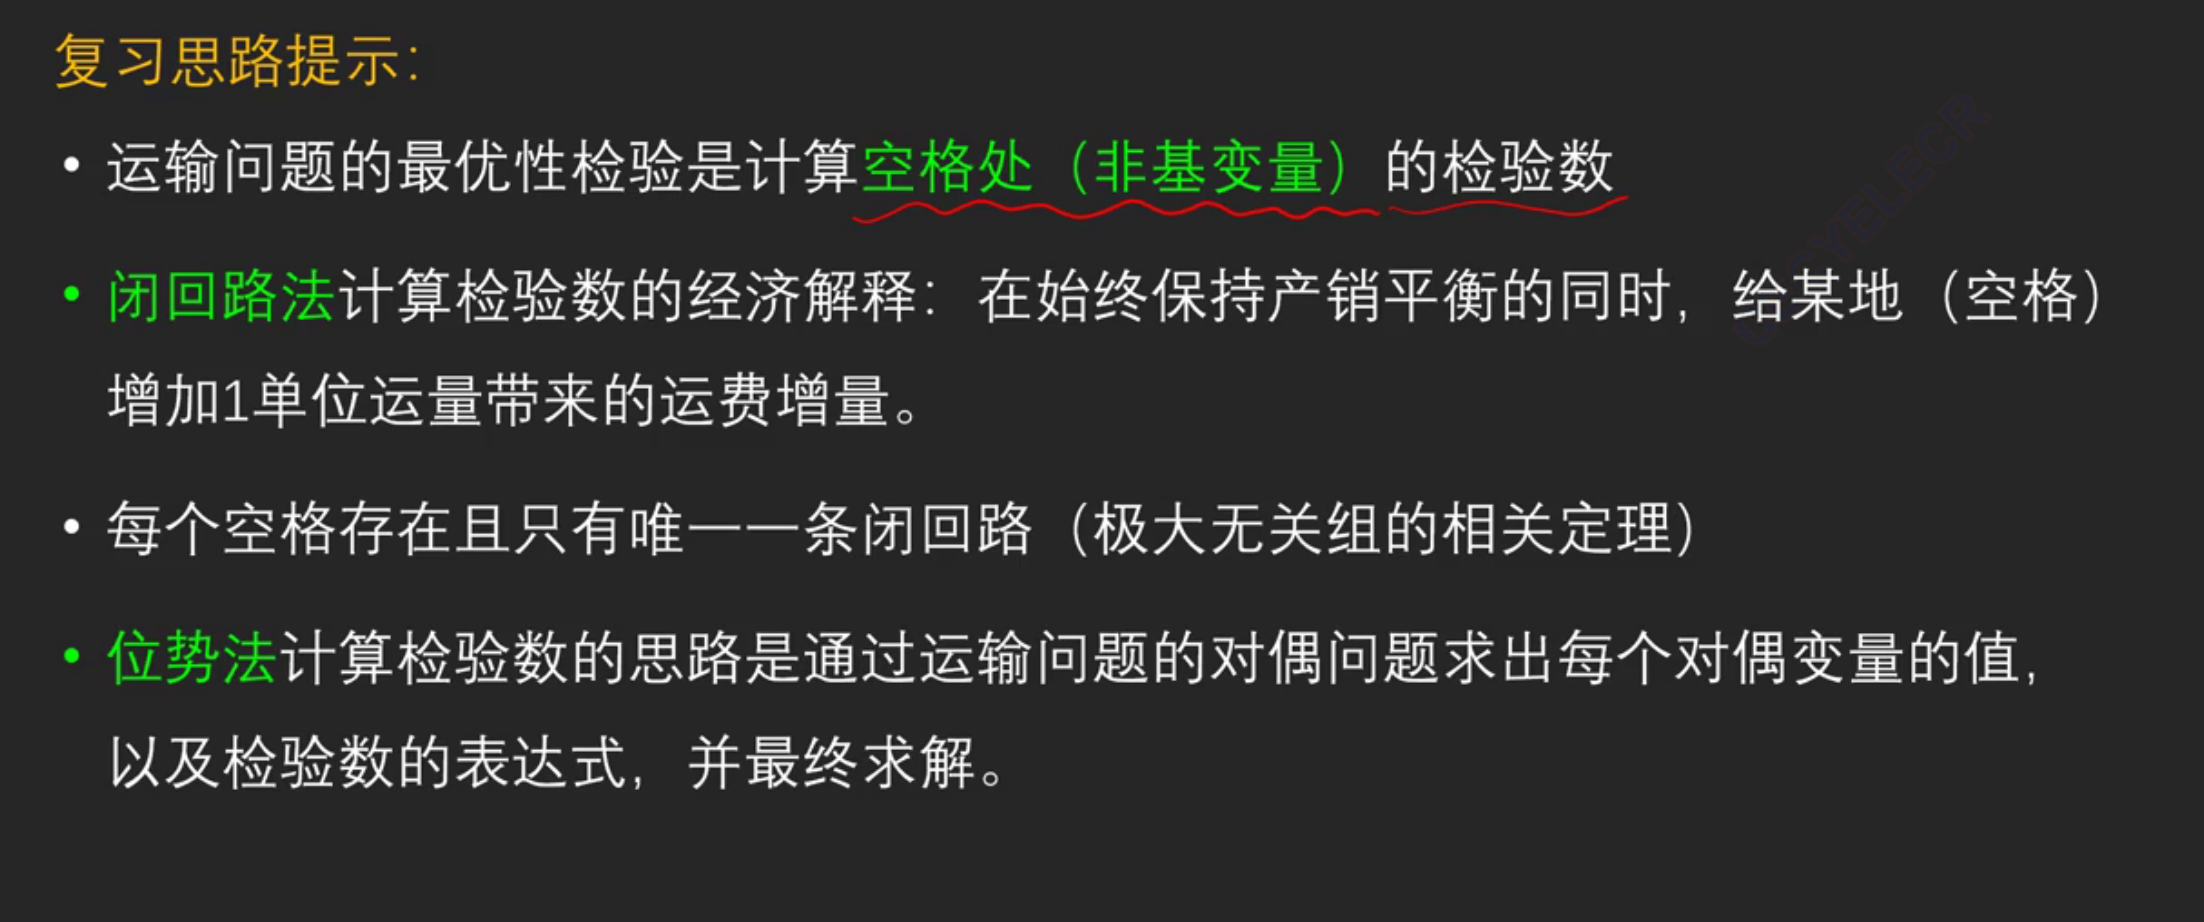 复习思路提示：
• 运输问题的最优性检验是计算空格处（非基变量）的检验数
• 闭回路法计算检验数的经济解释：在始终保持产销平衡的同时，给某地（空格）
增加1单位运量带来的运费增量。
• 每个空格存在且只有唯一一条闭回路（极大无关组的相关定理）
• 位势法计算检验数的思路是通过运输问题的对偶问题求出每个对偶变量的值，
以及检验数的表达式，并最终求解。